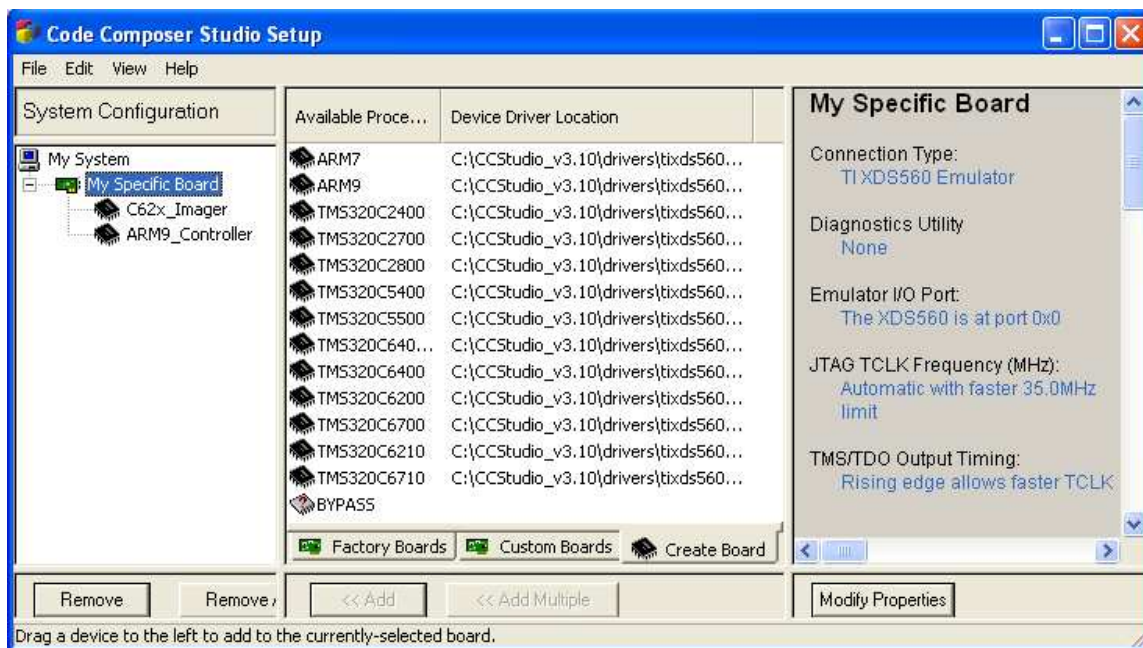 Code Composer Studio Setup
File Edit View Help
System Configuration
My System
My Specific Board
C62x_Imager
ARM9_Controller
Available Proce... Device Driver Location
ARM7 C:\CCStudio_v3.10\drivers\tixds560...
ARM9 C:\CCStudio_v3.10\drivers\tixds560...
TMS320C2400 C:\CCStudio_v3.10\drivers\tixds560...
TMS320C2700 C:\CCStudio_v3.10\drivers\tixds560...
TMS320C2800 C:\CCStudio_v3.10\drivers\tixds560...
TMS320C5400 C:\CCStudio_v3.10\drivers\tixds560...
TMS320C5500 C:\CCStudio_v3.10\drivers\tixds560...
TMS320C640... C:\CCStudio_v3.10\drivers\tixds560...
TMS320C6400 C:\CCStudio_v3.10\drivers\tixds560...
TMS320C6200 C:\CCStudio_v3.10\drivers\tixds560...
TMS320C6700 C:\CCStudio_v3.10\drivers\tixds560...
TMS320C6210 C:\CCStudio_v3.10\drivers\tixds560...
TMS320C6710 C:\CCStudio_v3.10\drivers\tixds560...
BYPASS
Factory Boards Custom Boards Create Board
My Specific Board
Connection Type:
TI XDS560 Emulator
Diagnostics Utility
None
Emulator I/O Port:
The XDS560 is at port 0x0
JTAG TCLK Frequency (MHz):
Automatic with faster 35.0MHz
limit
TMS/TDO Output Timing:
Rising edge allows faster TCLK
Remove Remove << Add << Add Multiple Modify Properties
Drag a device to the left to add to the currently-selected board.